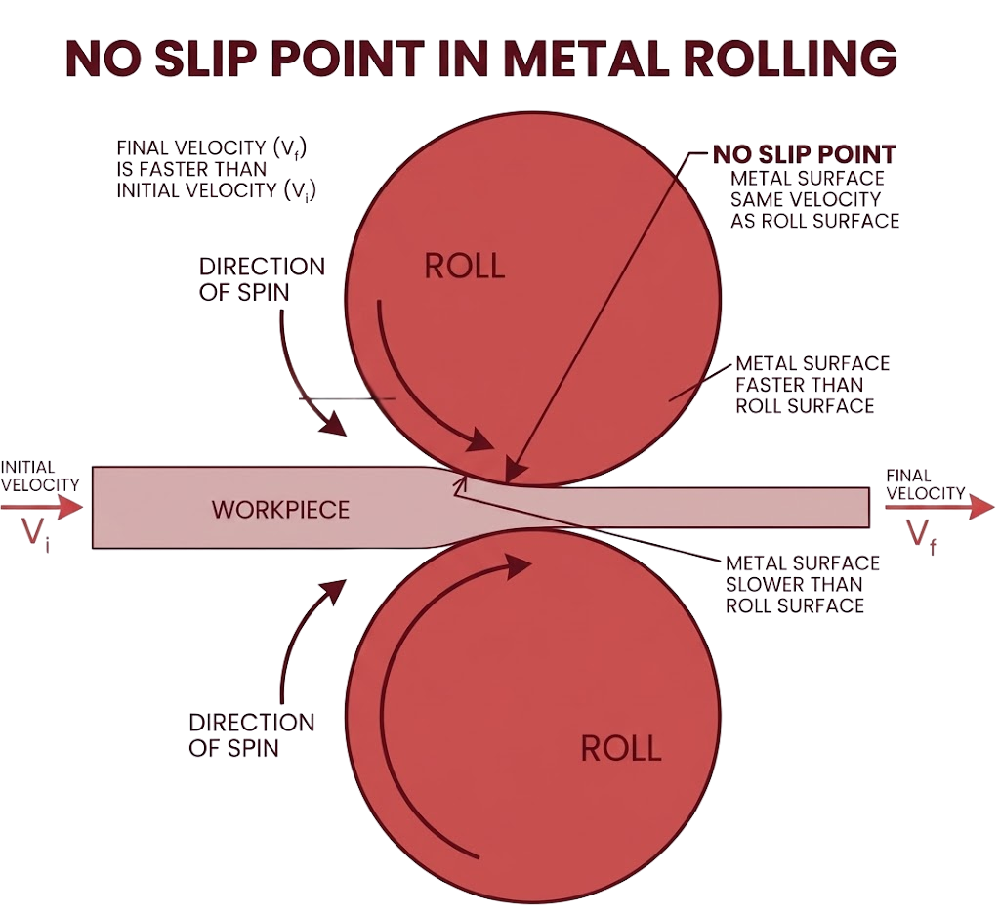 NO SLIP POINT IN METAL ROLLING
FINAL VELOCITY (Vf)
IS FASTER THAN
INITIAL VELOCITY (Vi)
NO SLIP POINT
METAL SURFACE
SAME VELOCITY
AS ROLL SURFACE
ROLL
DIRECTION
OF SPIN
METAL SURFACE
FASTER THAN
ROLL SURFACE
INITIAL
VELOCITY
Vi
WORKPIECE
FINAL
VELOCITY
Vf
METAL SURFACE
SLOWER THAN
ROLL SURFACE
DIRECTION
OF SPIN
ROLL